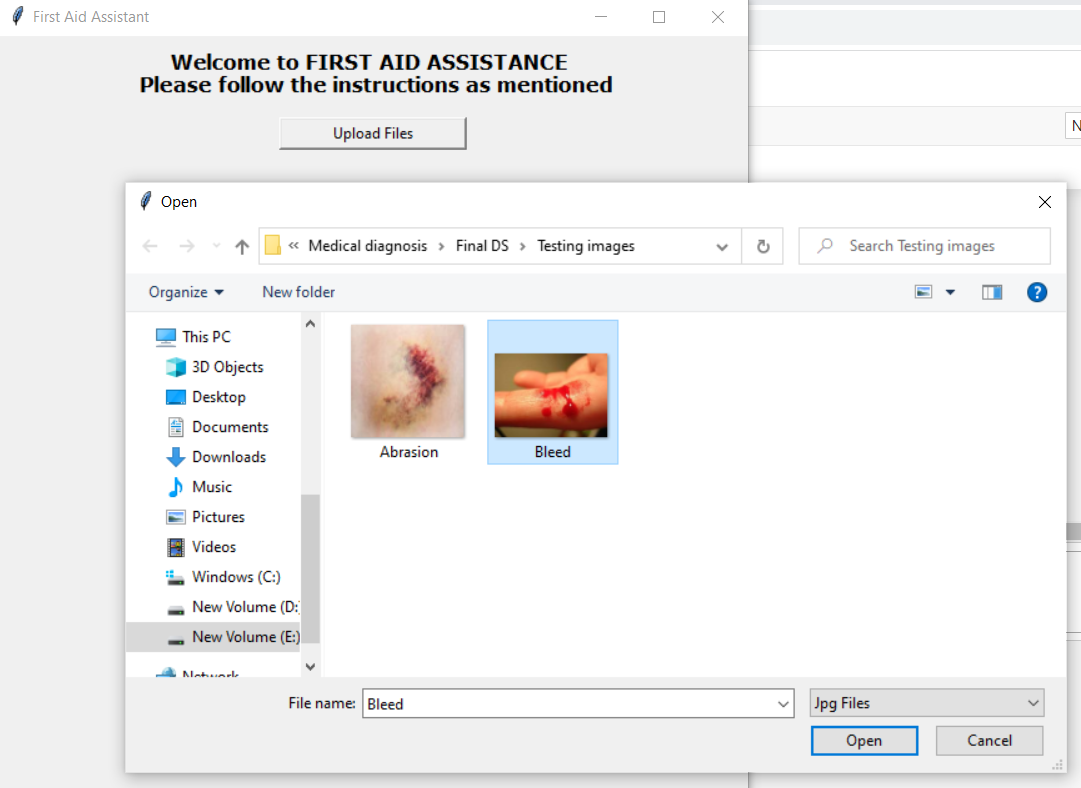 First Aid Assistant
Welcome to FIRST AID ASSISTANCE
Please follow the instructions as mentioned
Upload Files
N
Open
« Medical diagnosis › Final DS › Testing images
Search Testing images
Organize
New folder
?
This PC
3D Objects
Desktop
Documents
Downloads
Music
Pictures
Videos
Windows (C:)
New Volume (D:)
New Volume (E:)
Network
Abrasion
Bleed
File name:
Bleed
Jpg Files
Open
Cancel